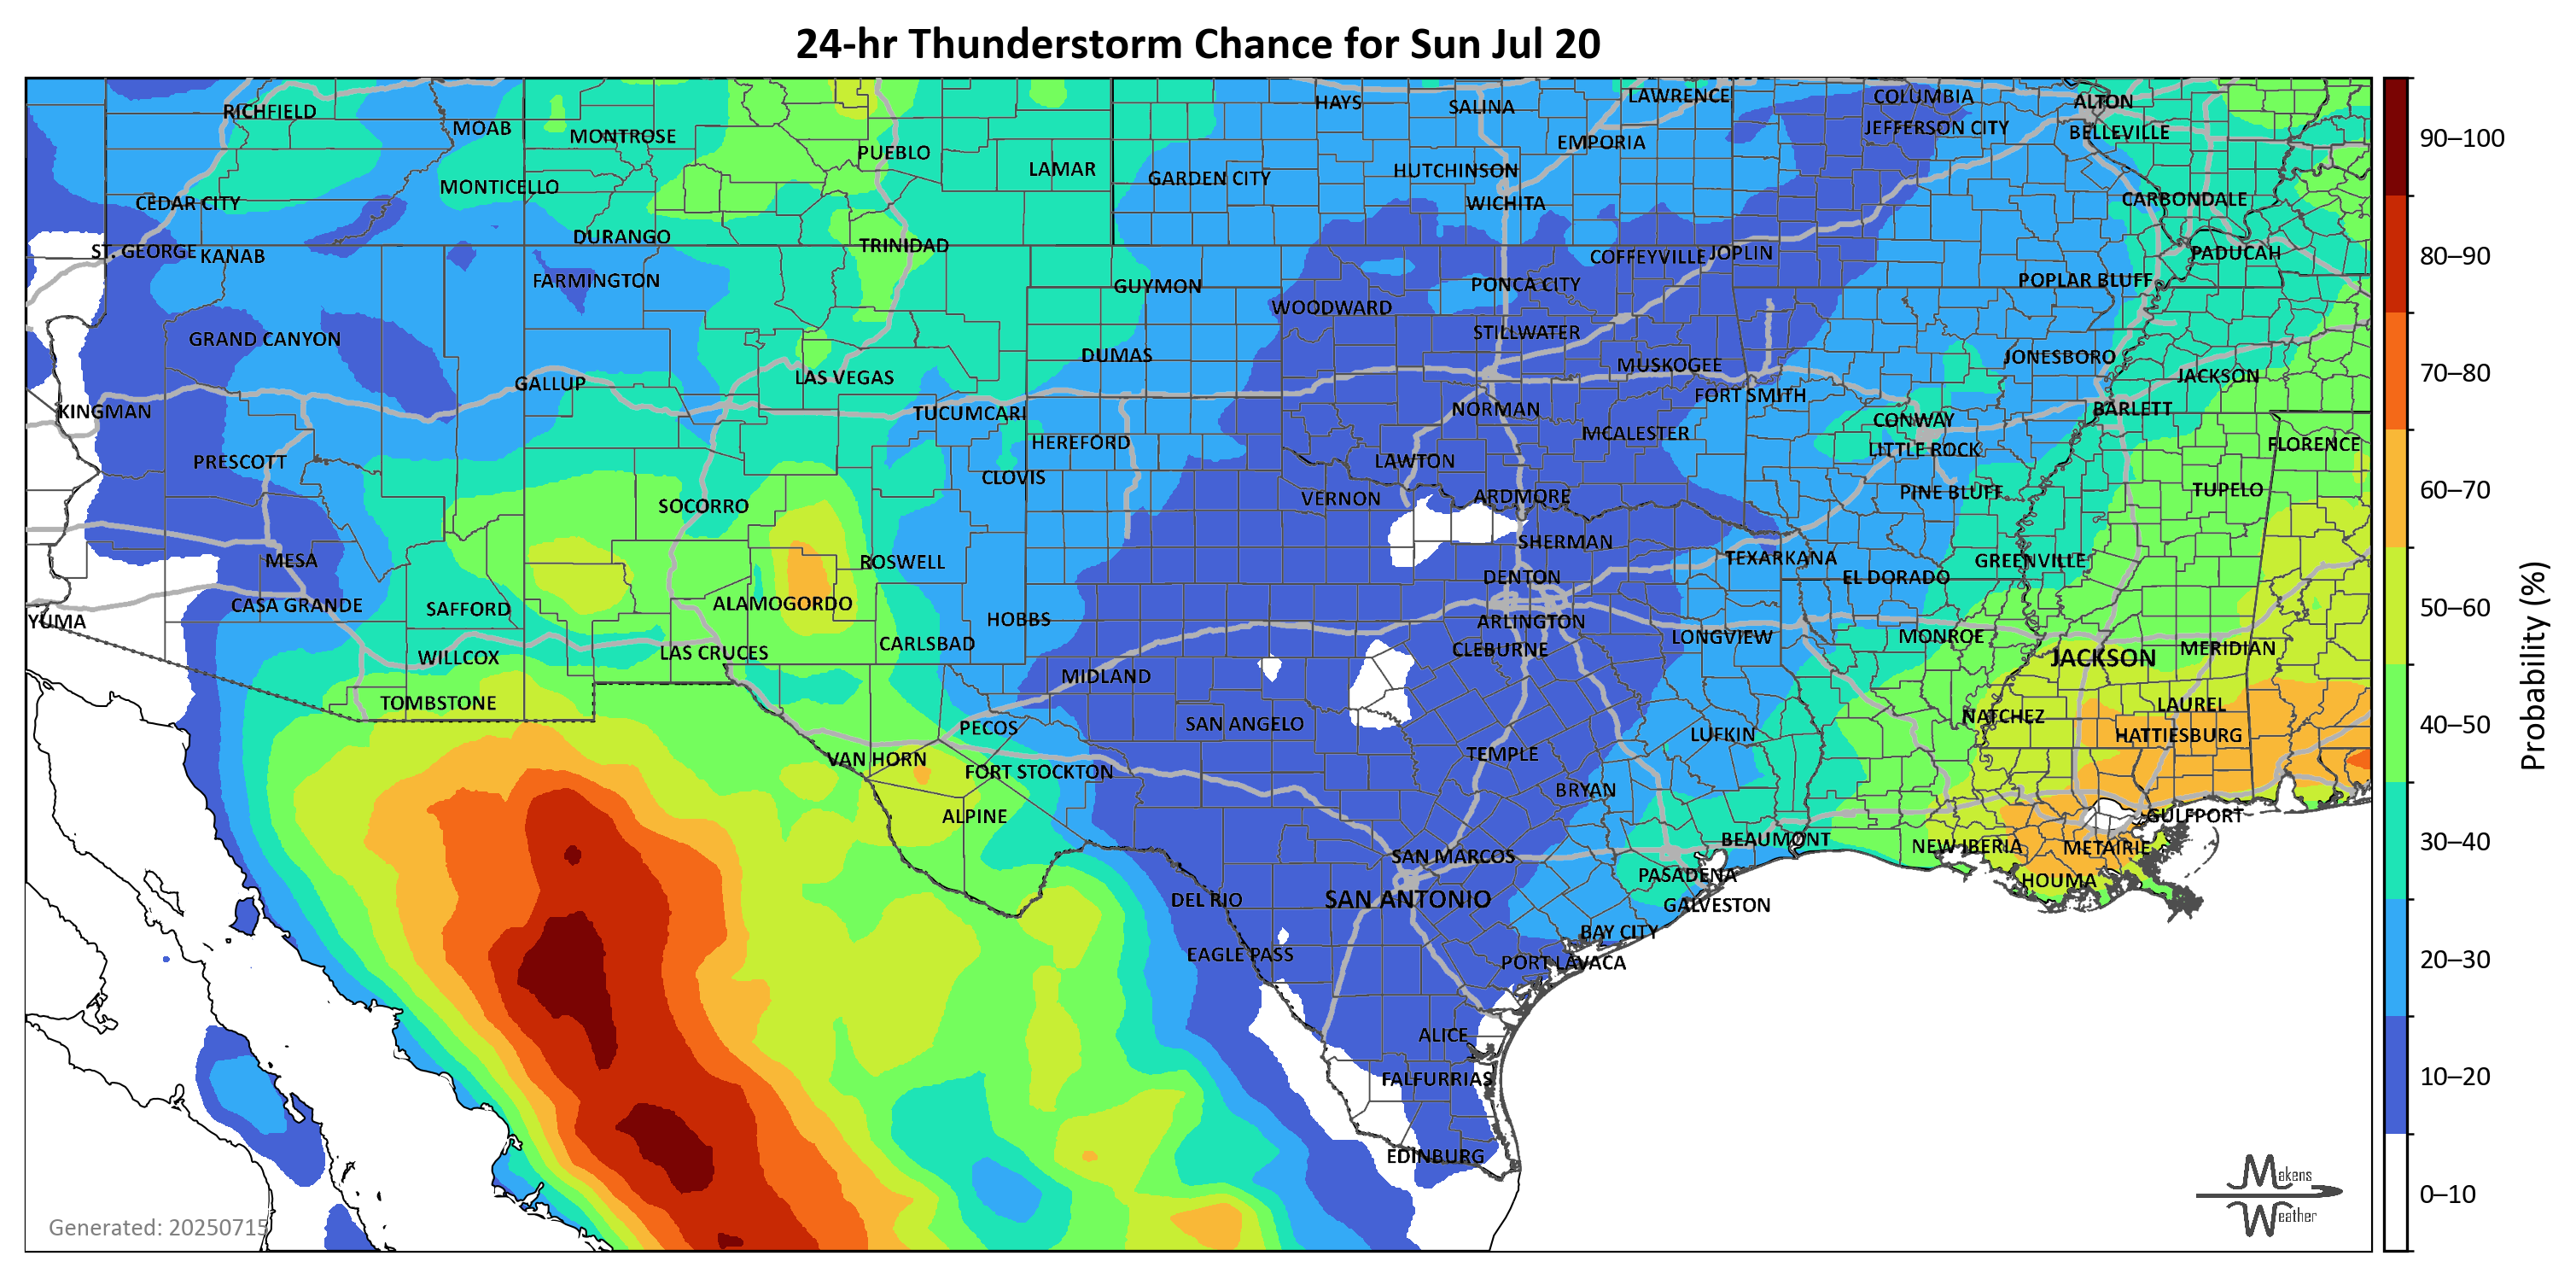 24-hr Thunderstorm Chance for Sun Jul 20
RICHFIELD
MOAB
MONTROSE
PUEBLO
LAMAR
HAYS
SALINA
LAWRENCE
COLUMBIA
ALTON
JEFFERSON CITY
BELLEVILLE
EMPORIA
HUTCHINSON
GARDEN CITY
WICHITA
MONTICELLO
CEDAR CITY
CARBONDALE
DURANGO
TRINIDAD
ST. GEORGE
KANAB
COFFEYVILLE
JOPLIN
PADUCAH
FARMINGTON
GUYMON
PONCA CITY
POPLAR BLUFF
WOODWARD
GRAND CANYON
STILLWATER
DUMAS
MUSKOGEE
JONESBORO
GALLUP
LAS VEGAS
JACKSON
FORT SMITH
KINGMAN
TUCUMCARI
NORMAN
BARLETT
CONWAY
HEREFORD
MCALESTER
LITTLE ROCK
FLORENCE
PRESCOTT
CLOVIS
LAWTON
SOCORRO
VERNON
ARDMORE
PINE BLUFF
TUPELO
SHERMAN
MESA
ROSWELL
TEXARKANA
GREENVILLE
DENTON
EL DORADO
CASA GRANDE
SAFFORD
ALAMOGORDO
YUMA
HOBBS
ARLINGTON
LONGVIEW
MONROE
CARLSBAD
CLEBURNE
MERIDIAN
WILLCOX
LAS CRUCES
JACKSON
MIDLAND
TOMBSTONE
LAUREL
PECOS
SAN ANGELO
NATCHEZ
LUFKIN
HATTIESBURG
VAN HORN
TEMPLE
FORT STOCKTON
BRYAN
ALPINE
GULFPORT
BEAUMONT
NEW IBERIA
METAIRIE
SAN MARCOS
PASADENA
HOUMA
DEL RIO
SAN ANTONIO
GALVESTON
BAY CITY
EAGLE PASS
PORT LAVACA
ALICE
FALFURRIAS
EDINBURG
Generated: 20250715
Makens
Weather
90–100
80–90
70–80
60–70
50–60
40–50
30–40
20–30
10–20
0–10
Probability (%)